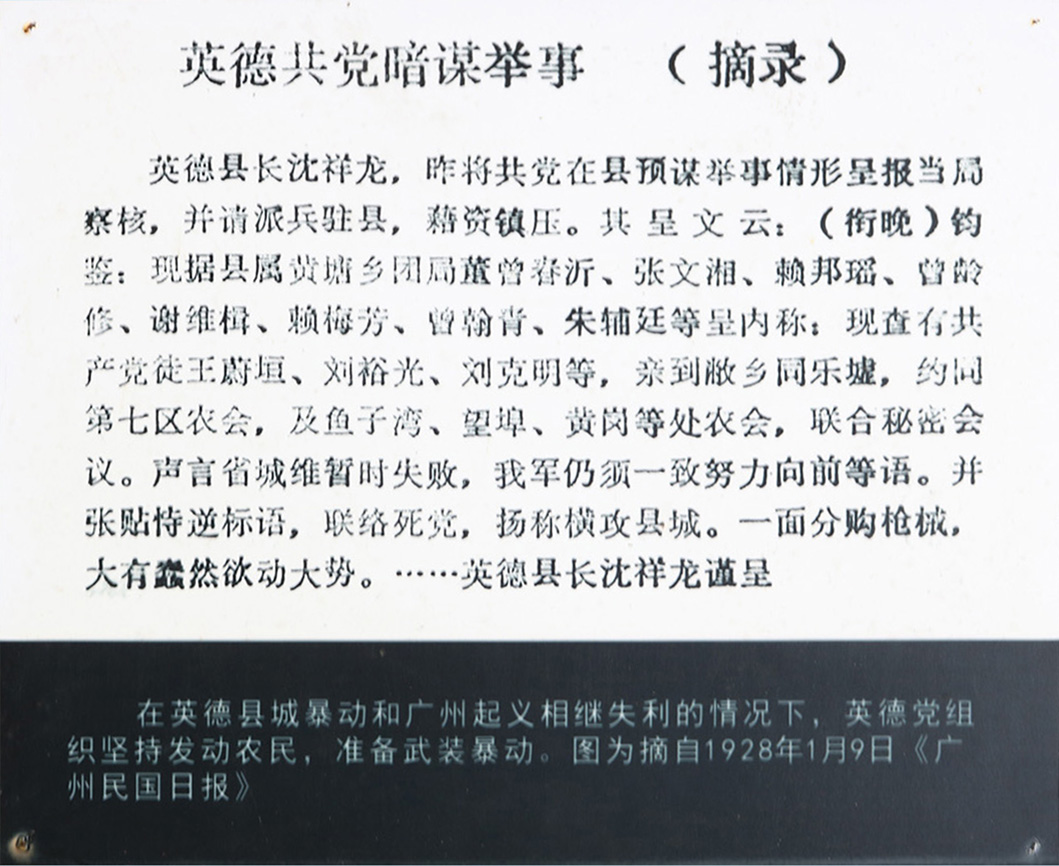 英德共党暗谋举事 （摘录）
英德县长沈祥龙，昨将共党在县预谋举事情形呈报当局
察核，并请派兵驻县，藉资镇压。其呈文云：（衔晚）钧
鉴：现据县属黄塘乡团局董曾春沂、张文湘、赖邦瑶、曾龄
修、谢维楫、赖梅芳、曾翰青、朱辅廷等呈内称：现查有共
产党徒王蔚垣、刘裕光、刘克明等，亲到敝乡同乐墟，约同
第七区农会，及鱼子湾、望埠、黄岗等处农会，联合秘密会
议。声言省城维暂时失败，我军仍须一致努力向前等语。并
张贴恃逆标语，联络死党，扬称横攻县城。一面分购枪械，
大有蠢然欲动大势。……英德县长沈祥龙谨呈
在英德县城暴动和广州起义相继失利的情况下，英德党组
织坚持发动农民，准备武装暴动。图为摘自1928年1月9日《广
州民国日报》